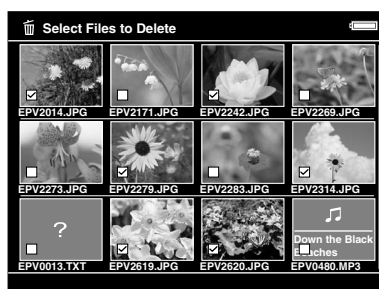 Select Files to Delete
EPV2014.JPG EPV2171.JPG EPV2242.JPG EPV2269.JPG
EPV2273.JPG EPV2279.JPG EPV2283.JPG EPV2314.JPG
?
Down the Black
Beaches
EPV0013.TXT EPV2619.JPG EPV2620.JPG EPV0480.MP3